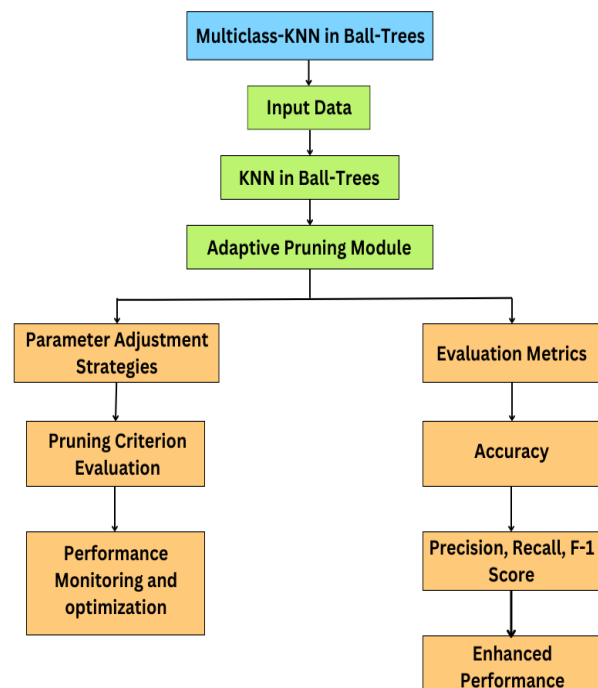 Multiclass-KNN in Ball-Trees
Input Data
KNN in Ball-Trees
Adaptive Pruning Module
Parameter Adjustment
Strategies
Pruning Criterion
Evaluation
Performance
Monitoring and
optimization
Evaluation Metrics
Accuracy
Precision, Recall, F-1
Score
Enhanced
Performance